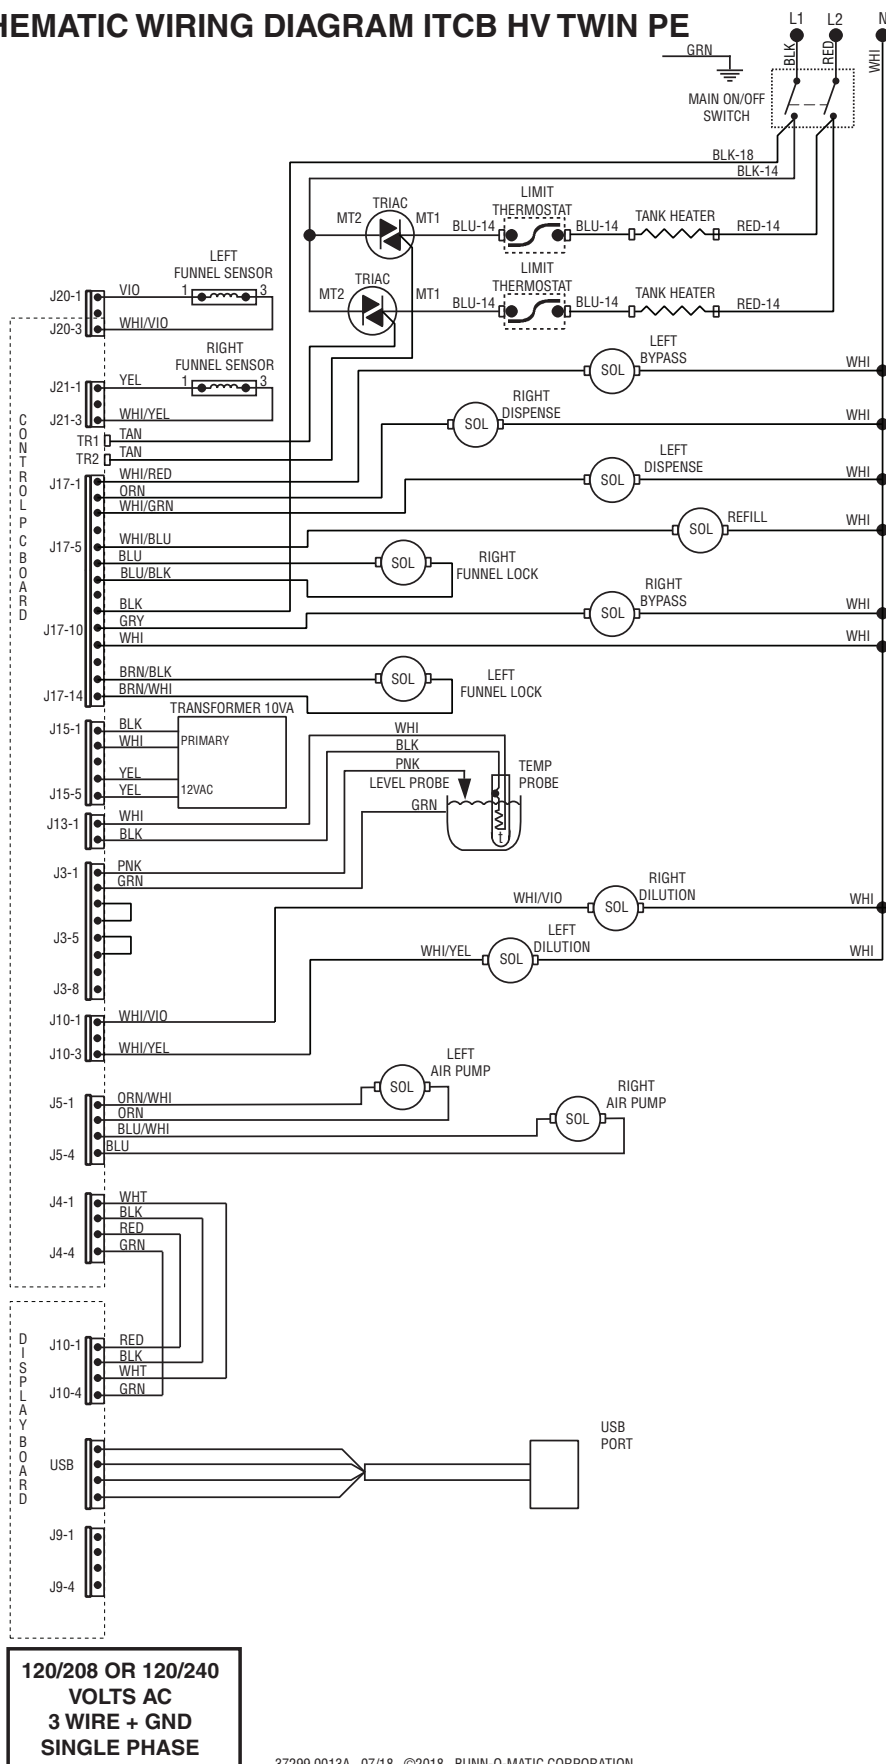 HEMATIC WIRING DIAGRAM ITCB HV TWIN PE
L1 L2 N
GRN
BLK
RED
WHI
MAIN ON/OFF
SWITCH
BLK-18
BLK-14
TRIAC
MT2 MT1
BLU-14
LIMIT
THERMOSTAT
BLU-14
TANK HEATER
RED-14
TRIAC
MT2 MT1
BLU-14
LIMIT
THERMOSTAT
BLU-14
TANK HEATER
RED-14
LEFT
FUNNEL SENSOR
J20-1 VIO 1 3
J20-3 WHI/VIO
RIGHT
FUNNEL SENSOR
J21-1 YEL 1 3
J21-3 WHI/YEL
LEFT
BYPASS
SOL
WHI
RIGHT
DISPENSE
SOL
WHI
LEFT
DISPENSE
SOL
WHI
SOL REFILL WHI
CONTROL PC BOARD
TR1 TAN
TR2 TAN
J17-1 WHI/RED
ORN
WHI/GRN
J17-5 WHI/BLU
BLU
BLU/BLK
SOL
RIGHT
FUNNEL LOCK
BLK
J17-10 GRY
WHI
RIGHT
BYPASS
SOL
WHI
WHI
BRN/BLK
J17-14 BRN/WHI
SOL
LEFT
FUNNEL LOCK
TRANSFORMER 10VA
J15-1 BLK
WHI PRIMARY
YEL
J15-5 YEL 12VAC
WHI
BLK
PNK
LEVEL PROBE
GRN
TEMP
PROBE
t
J13-1 WHI
BLK
J3-1 PNK
GRN
J3-5
J3-8
WHI/VIO
SOL
RIGHT
DILUTION
WHI
WHI/YEL
SOL
LEFT
DILUTION
WHI
J10-1 WHI/VIO
J10-3 WHI/YEL
LEFT
AIR PUMP
SOL
RIGHT
AIR PUMP
SOL
J5-1 ORN/WHI
ORN
BLU/WHI
J5-4 BLU
J4-1 WHT
BLK
RED
J4-4 GRN
DISPLAY BOARD
J10-1 RED
BLK
WHT
J10-4 GRN
USB
USB
PORT
J9-1
J9-4
120/208 OR 120/240
VOLTS AC
3 WIRE + GND
SINGLE PHASE
37299.0013A 07/18 ©2018 BUNN-O-MATIC CORPORATION